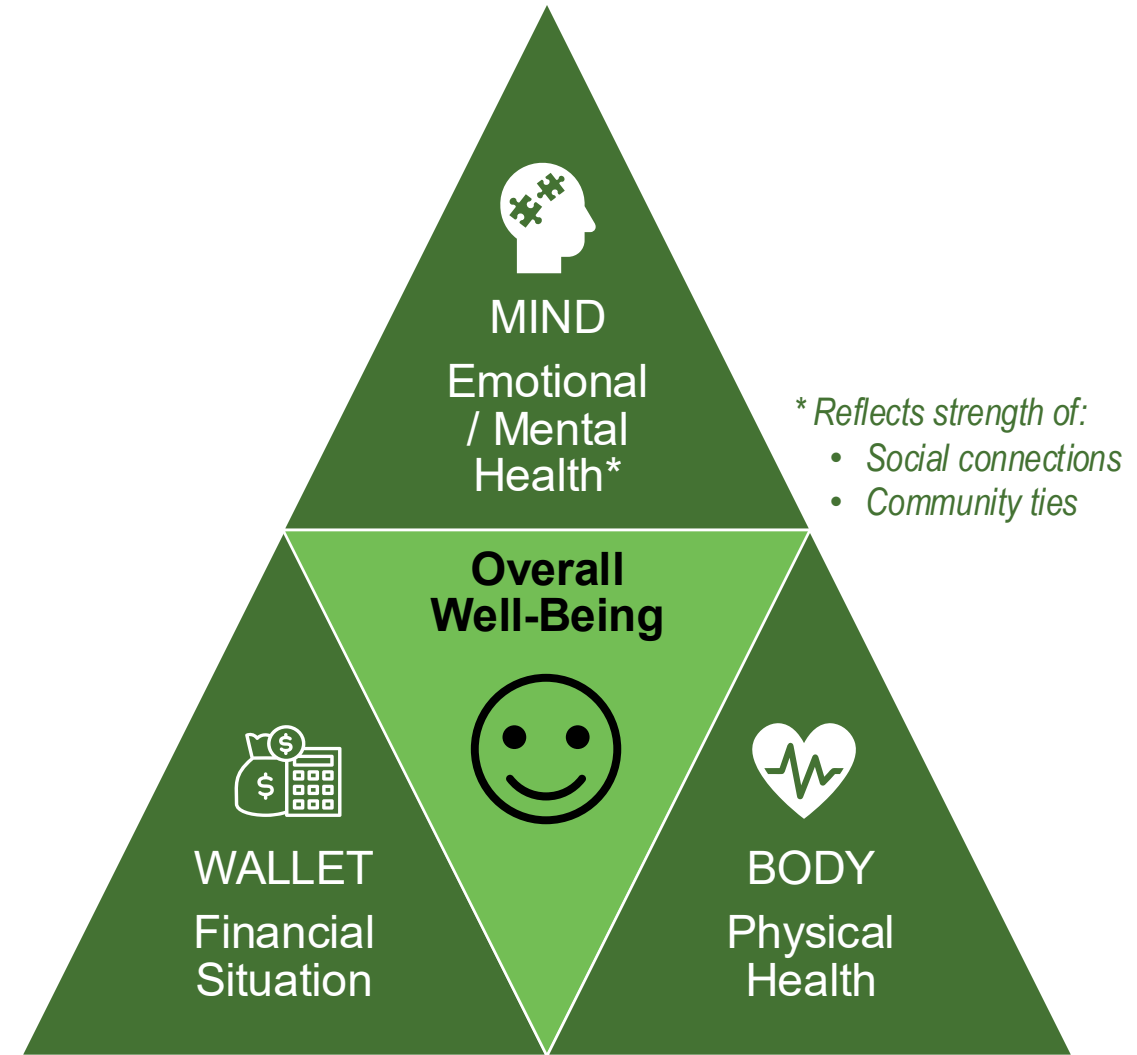 MIND
Emotional
/ Mental
Health*
* Reflects strength of:
• Social connections
• Community ties
Overall
Well-Being
$
$
WALLET
Financial
Situation
BODY
Physical
Health